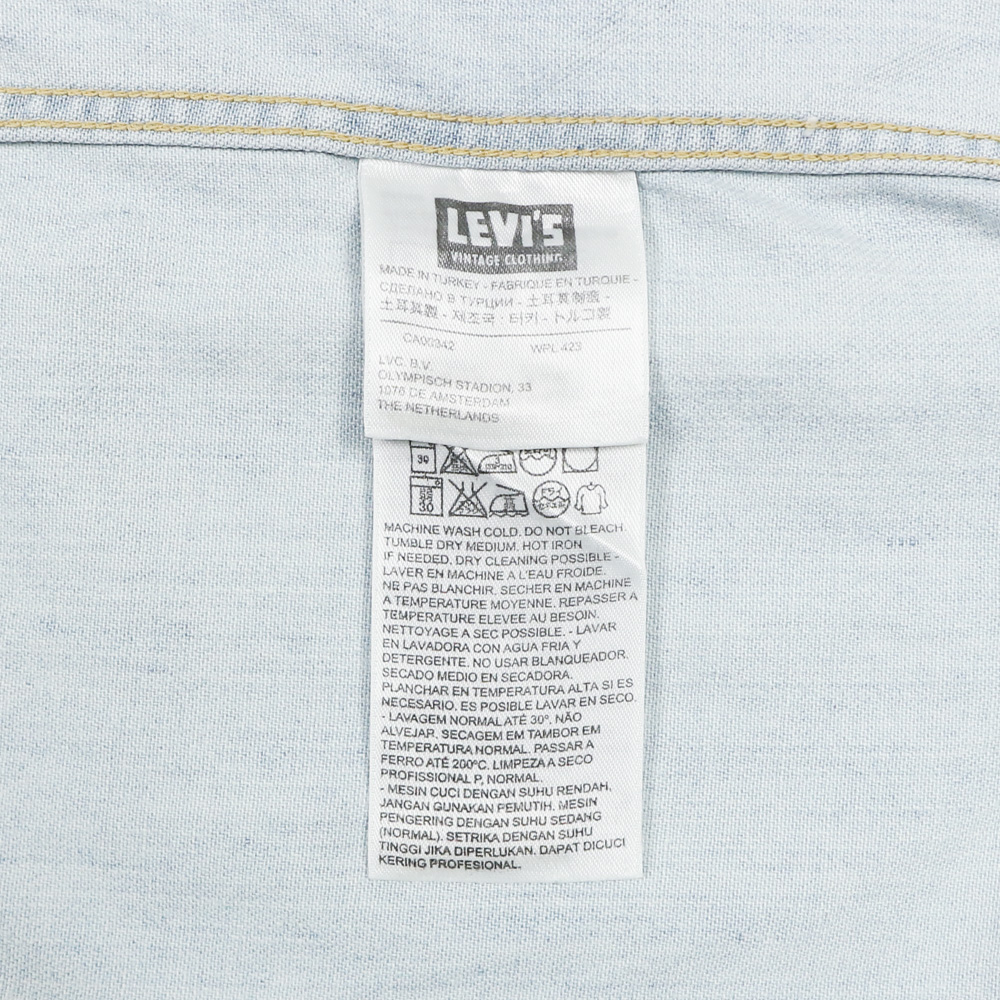 LEVI'S
VINTAGE CLOTHING
MADE IN TURKEY - FABRIQUE EN TURQUIE -
СДЕЛАНО В ТУРЦИИ - 土耳其制造 -
土耳其製 - 제조국 : 터키 - トルコ製
CA00342 WPL 423
LVC. B.V.
OLYMPISCH STADION, 33
1076 DE AMSTERDAM
THE NETHERLANDS
30
30
MACHINE WASH COLD. DO NOT BLEACH.
TUMBLE DRY MEDIUM. HOT IRON
IF NEEDED. DRY CLEANING POSSIBLE -
LAVER EN MACHINE A L'EAU FROIDE.
NE PAS BLANCHIR. SECHER EN MACHINE
A TEMPERATURE MOYENNE. REPASSER A
TEMPERATURE ELEVEE AU BESOIN.
NETTOYAGE A SEC POSSIBLE. - LAVAR
EN LAVADORA CON AGUA FRIA Y
DETERGENTE. NO USAR BLANQUEADOR.
SECADO MEDIO EN SECADORA.
PLANCHAR EN TEMPERATURA ALTA SI ES
NECESARIO. ES POSIBLE LAVAR EN SECO.
- LAVAGEM NORMAL ATÉ 30º. NÃO
ALVEJAR. SECAGEM EM TAMBOR EM
TEMPERATURA NORMAL. PASSAR A
FERRO ATÉ 200ºC. LIMPEZA A SECO
PROFISSIONAL P, NORMAL.
- MESIN CUCI DENGAN SUHU RENDAH,
JANGAN GUNAKAN PEMUTIH. MESIN
PENGERING DENGAN SUHU SEDANG
(NORMAL). SETRIKA DENGAN SUHU
TINGGI JIKA DIPERLUKAN. DAPAT DICUCI
KERING PROFESIONAL.